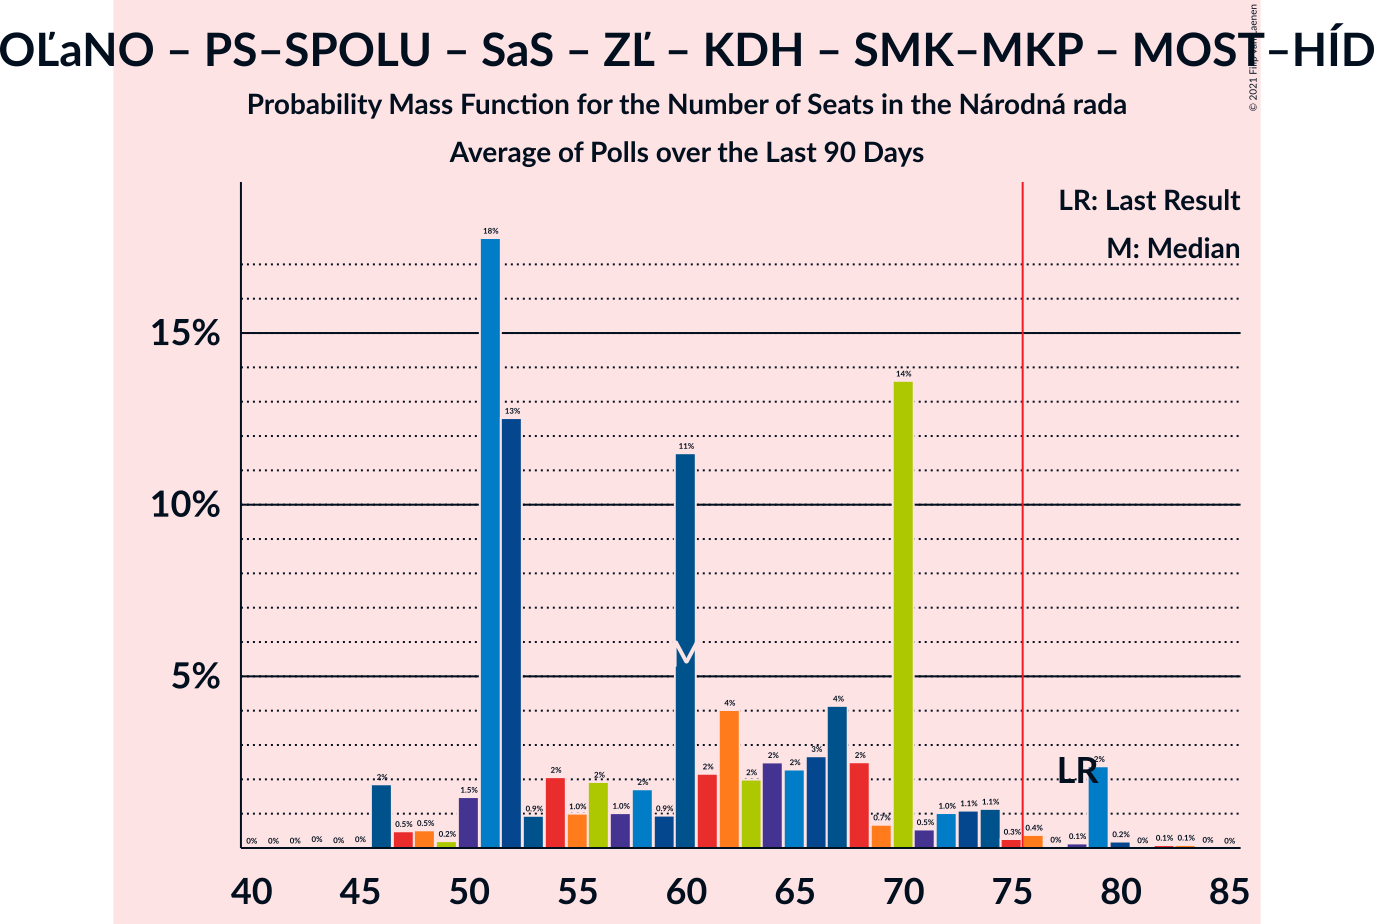 OĽaNO – PS–SPOLU – SaS – ZĽ – KDH – SMK–MKP – MOST–HÍD
Probability Mass Function for the Number of Seats in the Národná rada
Average of Polls over the Last 90 Days
LR: Last Result
M: Median
15%
10%
5%
0% 0% 0% 0% 0% 0% 2% 0.5% 0.5% 0.2% 1.5% 18% 13% 0.9% 2% 1.0% 2% 1.0% 2% 0.9% 11% 2% 4% 2% 2% 2% 3% 4% 2% 0.7% 14% 0.5% 1.0% 1.1% 1.1% 0.3% 0.4% 0% 0.1% 2% 0.2% 0% 0.1% 0.1% 0% 0%
M
LR
40 45 50 55 60 65 70 75 80 85
© 2021 Filip van Laenen